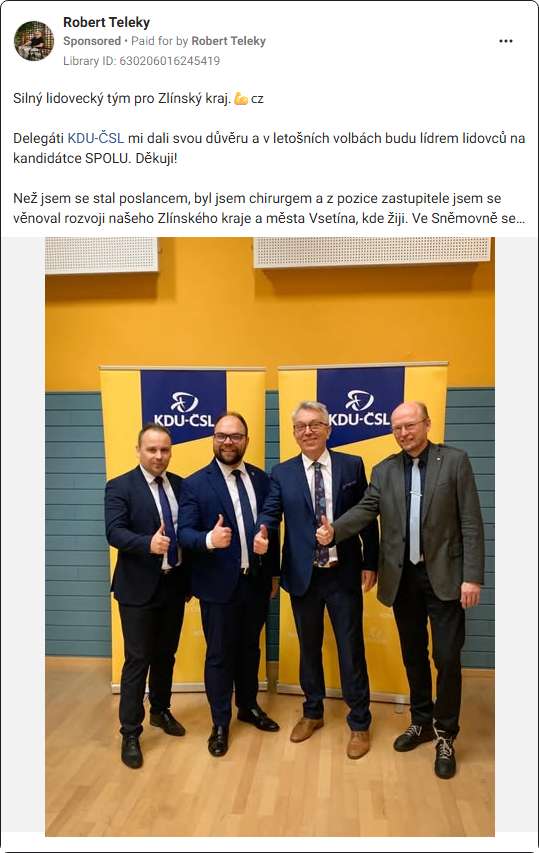 Robert Teleky
Sponsored • Paid for by Robert Teleky
Library ID: 630206016245419
Silný lidovecký tým pro Zlínský kraj.💪cz
Delegáti KDU-ČSL mi dali svou důvěru a v letošních volbách budu lídrem lidovců na
kandidátce SPOLU. Děkuji!
Než jsem se stal poslancem, byl jsem chirurgem a z pozice zastupitele jsem se
věnoval rozvoji našeho Zlínského kraje a města Vsetína, kde žiji. Ve Sněmovně se...
KDU-ČSL
KDU-ČSL